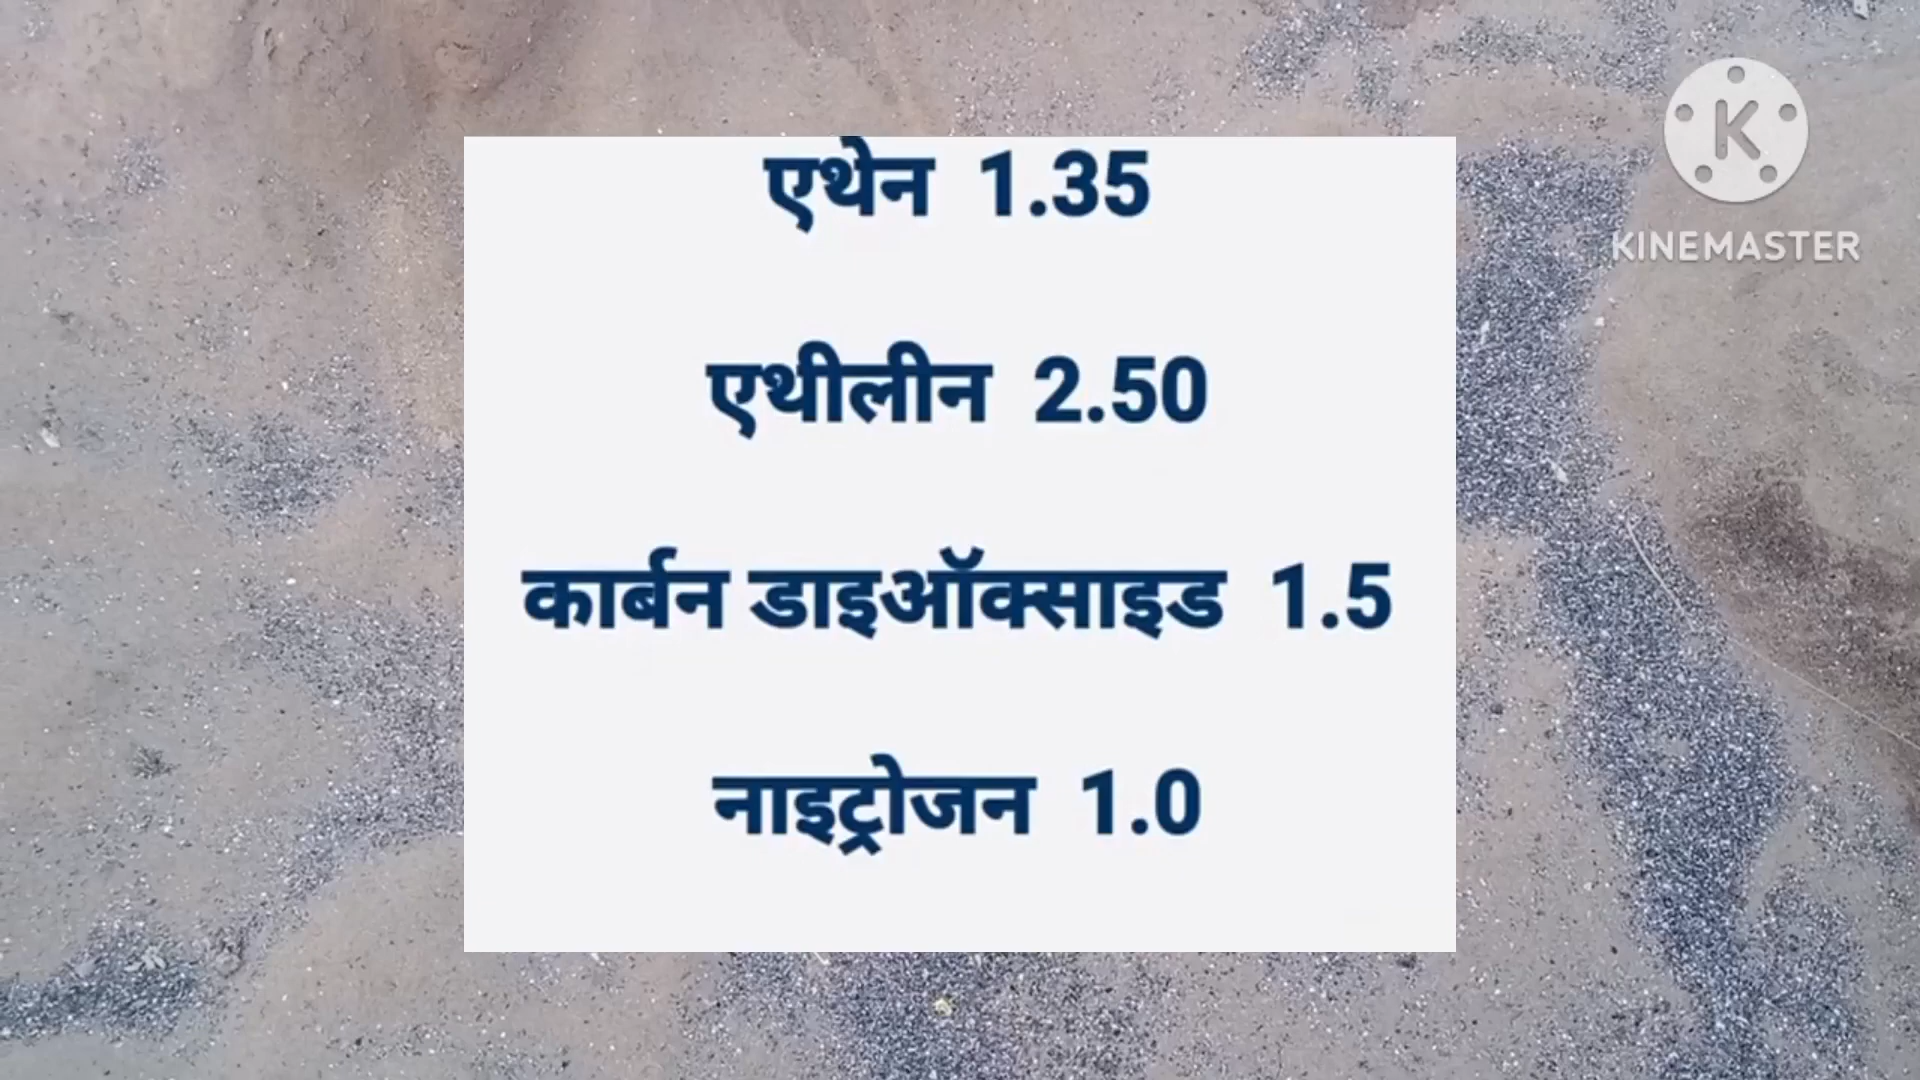 एथेन 1.35
K
KINEMASTER
एथीलीन 2.50
कार्बन डाइऑक्साइड 1.5
नाइट्रोजन 1.0